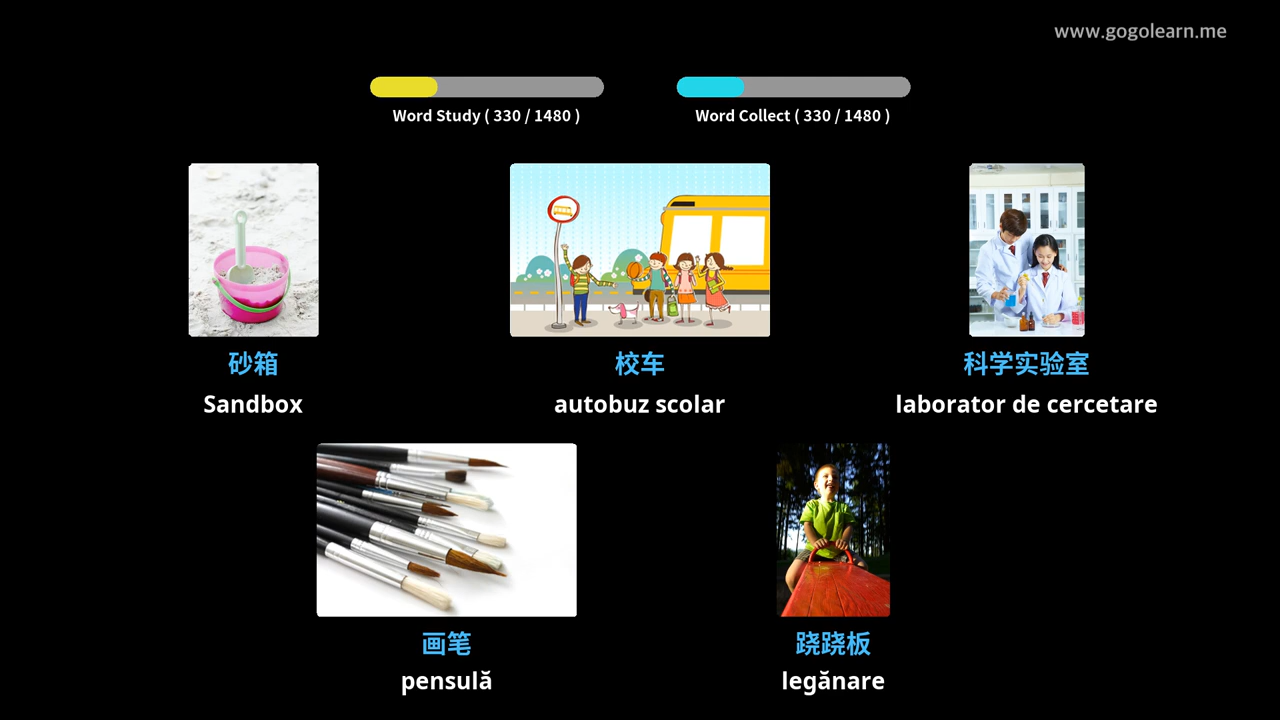 www.gogolearn.me
Word Study ( 330 / 1480 )
Word Collect ( 330 / 1480 )
砂箱
校车
科学实验室
Sandbox
autobuz scolar
laborator de cercetare
画笔
跷跷板
pensulă
legănare